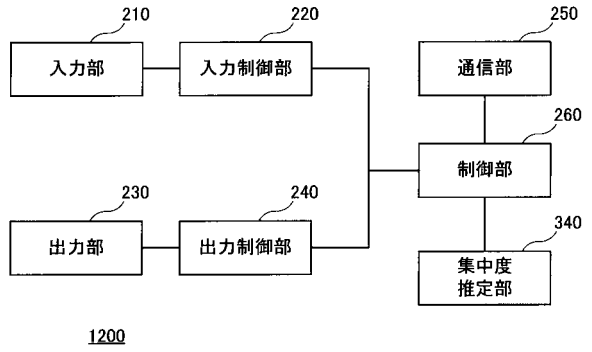 210
入力部
220
入力制御部
250
通信部
260
制御部
230
出力部
240
出力制御部
340
集中度
推定部
1200